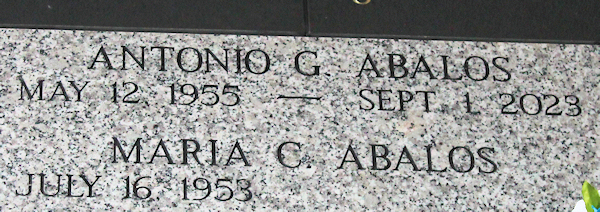 ANTONIO G. ABALOS
MAY 12, 1955 — SEPT. 1, 2023
MARIA C. ABALOS
JULY 16, 1953